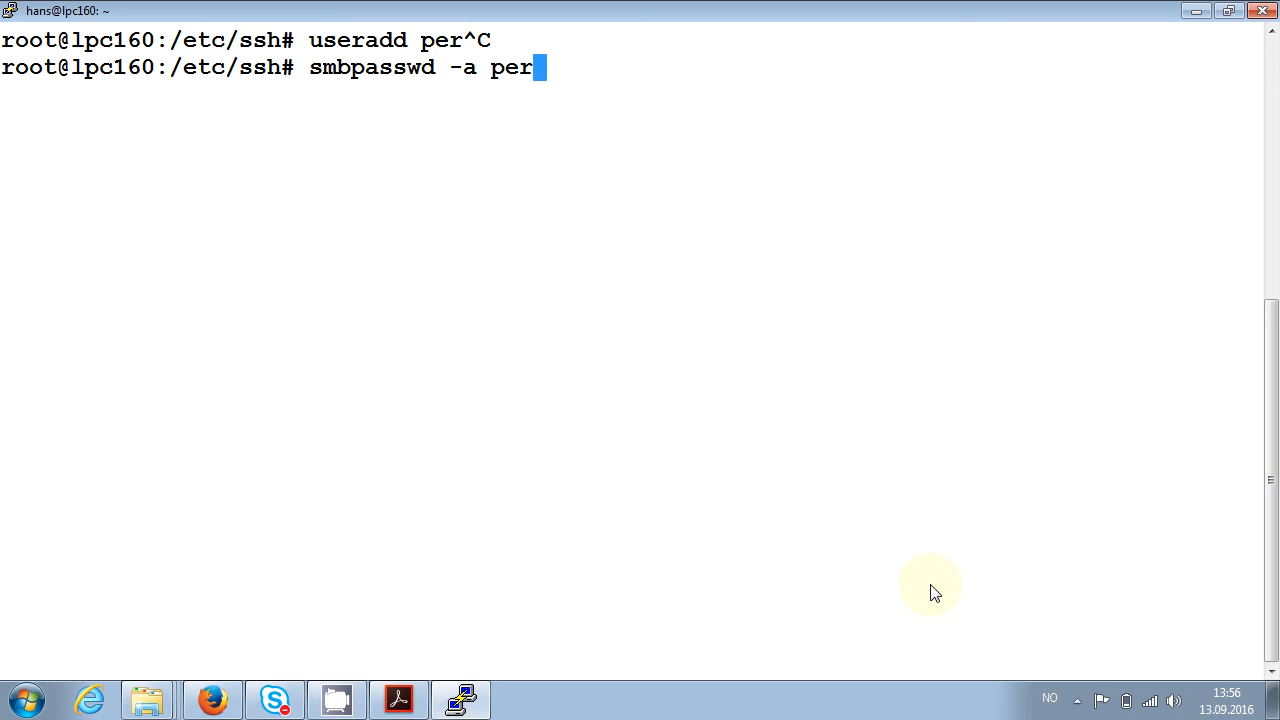 hans@lpc160: ~
root@lpc160:/etc/ssh# useradd per^C
root@lpc160:/etc/ssh# smbpasswd -a per
NO
13:56
13.09.2016